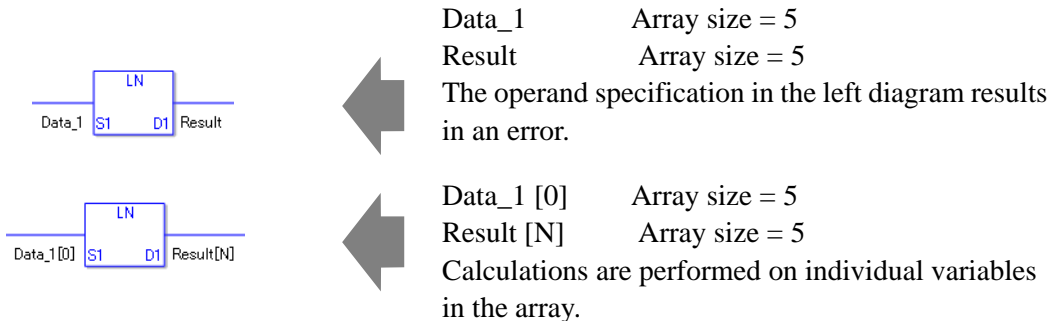 LN
Data_1 S1 D1 Result
Data_1 Array size = 5
Result Array size = 5
The operand specification in the left diagram results
in an error.
LN
Data_1[0] S1 D1 Result[N]
Data_1 [0] Array size = 5
Result [N] Array size = 5
Calculations are performed on individual variables
in the array.